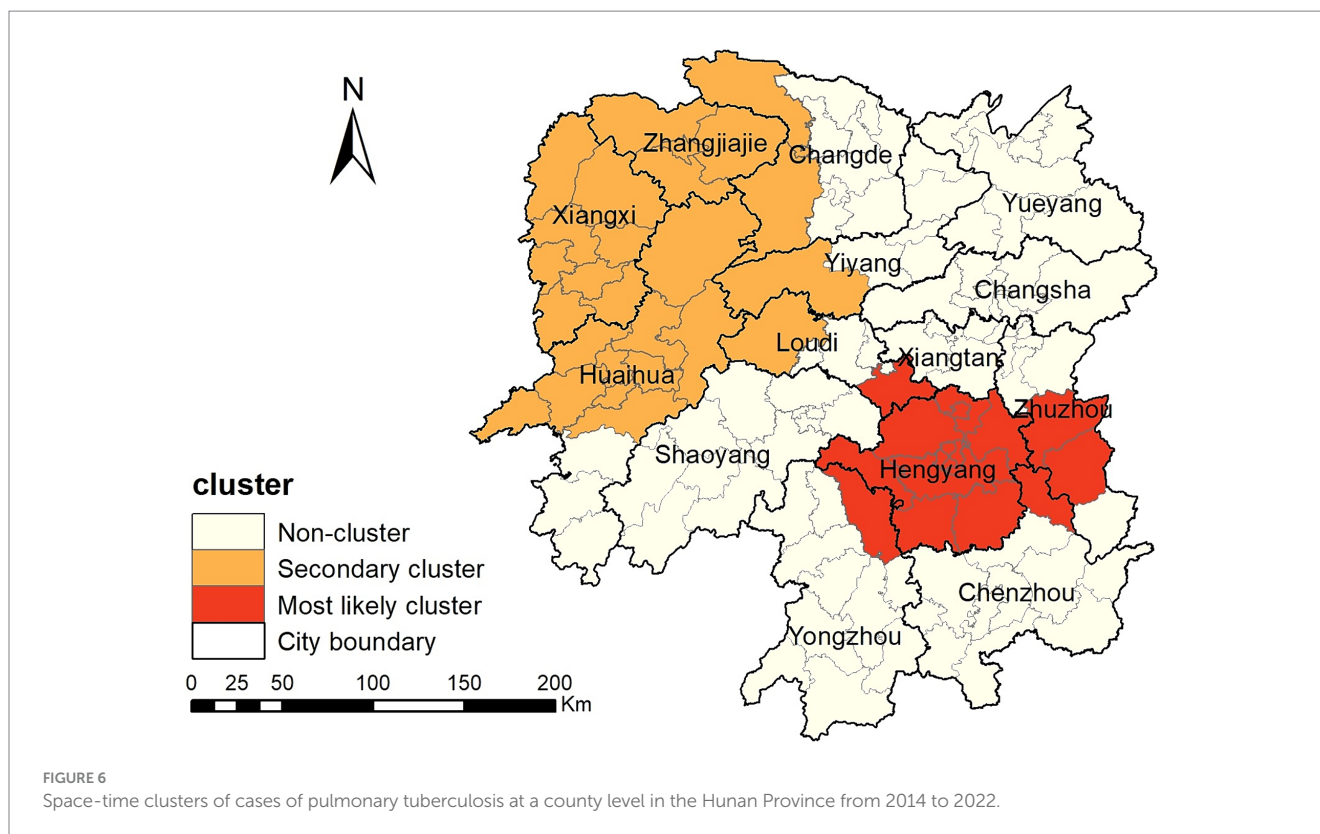 N
Zhangjiajie
Changde
Xiangxi
Yueyang
Yiyang
Changsha
Loudi
Xiangtan
Huaihua
Zhuzhou
Shaoyang
Hengyang
Chenzhou
Yongzhou
cluster
Non-cluster
Secondary cluster
Most likely cluster
City boundary
0 25 50 100 150 200
Km
FIGURE 6
Space-time clusters of cases of pulmonary tuberculosis at a county level in the Hunan Province from 2014 to 2022.